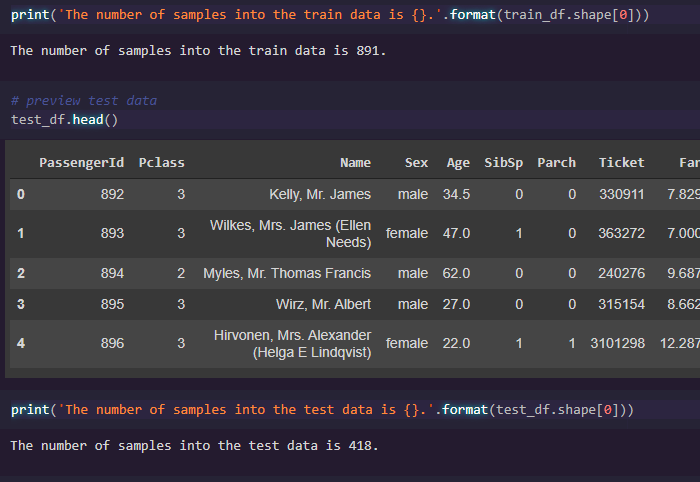 print('The number of samples into the train data is {}.'.format(train_df.shape[0]))
The number of samples into the train data is 891.
# preview test data
test_df.head()
PassengerId Pclass Name Sex Age SibSp Parch Ticket Far
0 892 3 Kelly, Mr. James male 34.5 0 0 330911 7.829
1 893 3 Wilkes, Mrs. James (Ellen Needs) female 47.0 1 0 363272 7.000
2 894 2 Myles, Mr. Thomas Francis male 62.0 0 0 240276 9.687
3 895 3 Wirz, Mr. Albert male 27.0 0 0 315154 8.662
4 896 3 Hirvonen, Mrs. Alexander (Helga E Lindqvist) female 22.0 1 1 3101298 12.287
print('The number of samples into the test data is {}.'.format(test_df.shape[0]))
The number of samples into the test data is 418.